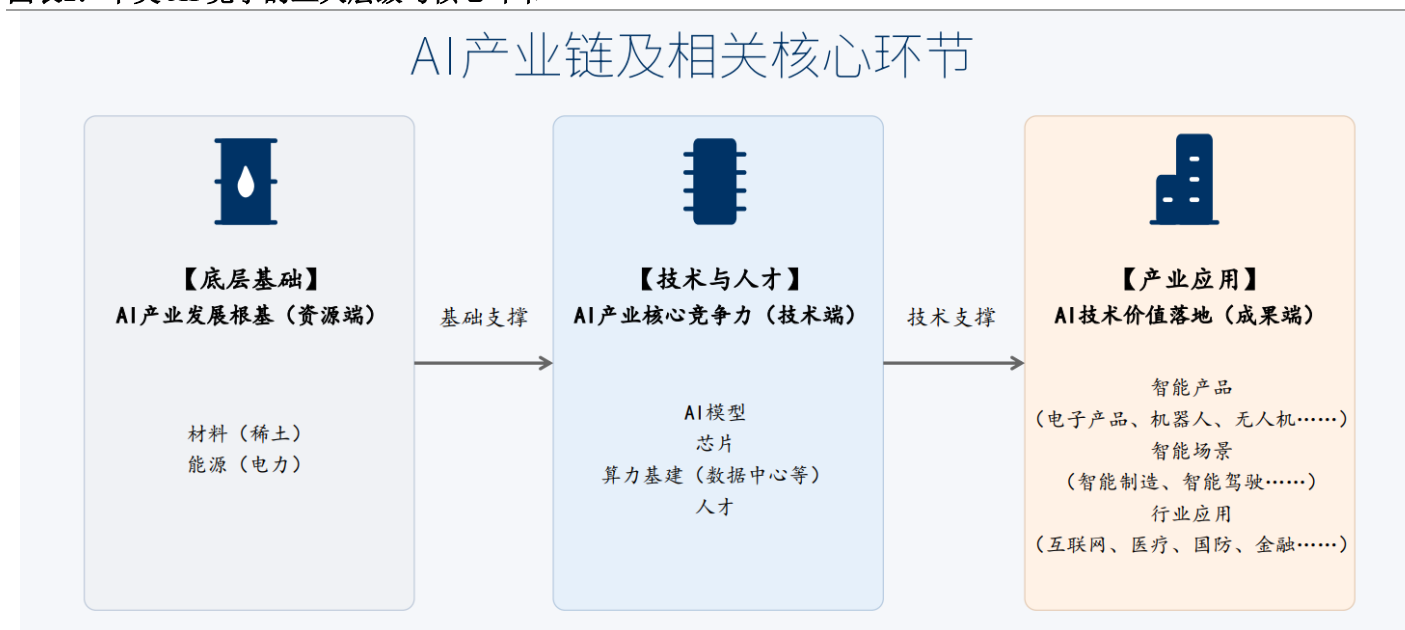 AI产业链及相关核心环节
【底层基础】
AI产业发展根基（资源端）
材料（稀土）
能源（电力）
基础支撑
【技术与人才】
AI产业核心竞争力（技术端）
AI模型
芯片
算力基建（数据中心等）
人才
技术支撑
【产业应用】
AI技术价值落地（成果端）
智能产品
（电子产品、机器人、无人机……）
智能场景
（智能制造、智能驾驶……）
行业应用
（互联网、医疗、国防、金融……）